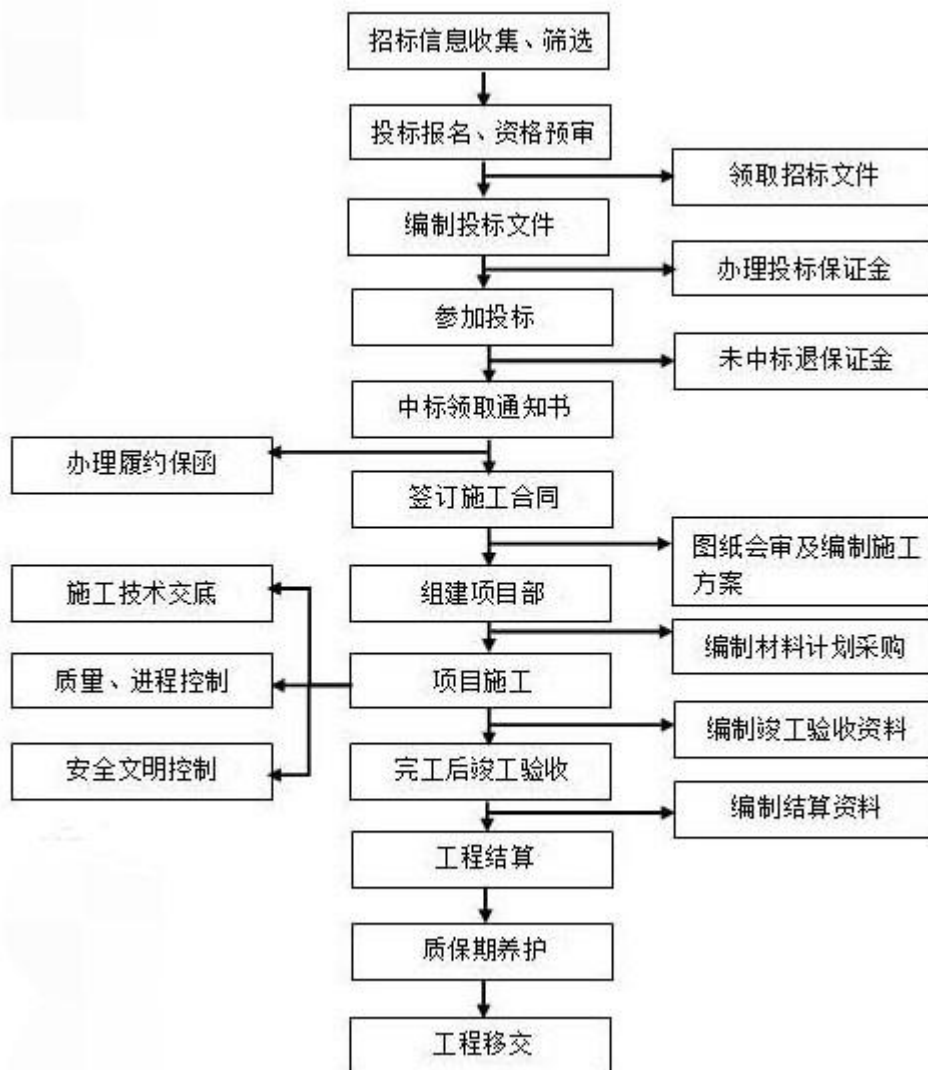 招标信息收集、筛选
投标报名、资格预审
领取招标文件
编制投标文件
办理投标保证金
参加投标
未中标退保证金
中标领取通知书
办理履约保函
签订施工合同
图纸会审及编制施工
方案
施工技术交底
组建项目部
编制材料计划采购
质量、进程控制
项目施工
编制竣工验收资料
安全文明控制
完工后竣工验收
编制结算资料
工程结算
质保期养护
工程移交